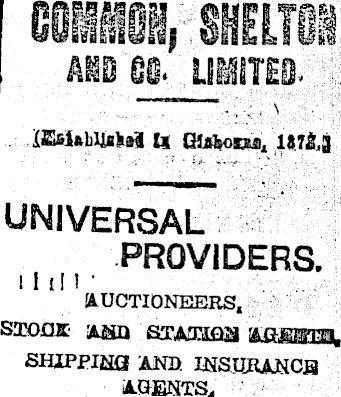 COMMON, SHELTON
AND CO. LIMITED.
(Established In Gisborne, 1878.]
UNIVERSAL
PROVIDERS.
AUCTIONEERS,
STOCK AND STATION AGENTS,
SHIPPING AND INSURANCE
AGENTS,